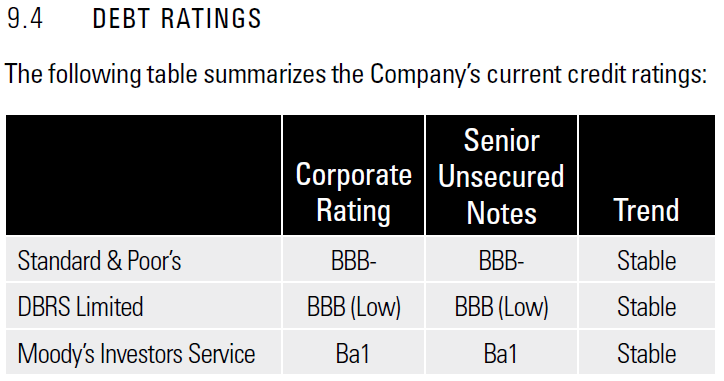 9.4 DEBT RATINGS
The following table summarizes the Company's current credit ratings:
Corporate Rating Senior Unsecured Notes Trend
Standard & Poor's BBB- BBB- Stable
DBRS Limited BBB (Low) BBB (Low) Stable
Moody's Investors Service Ba1 Ba1 Stable